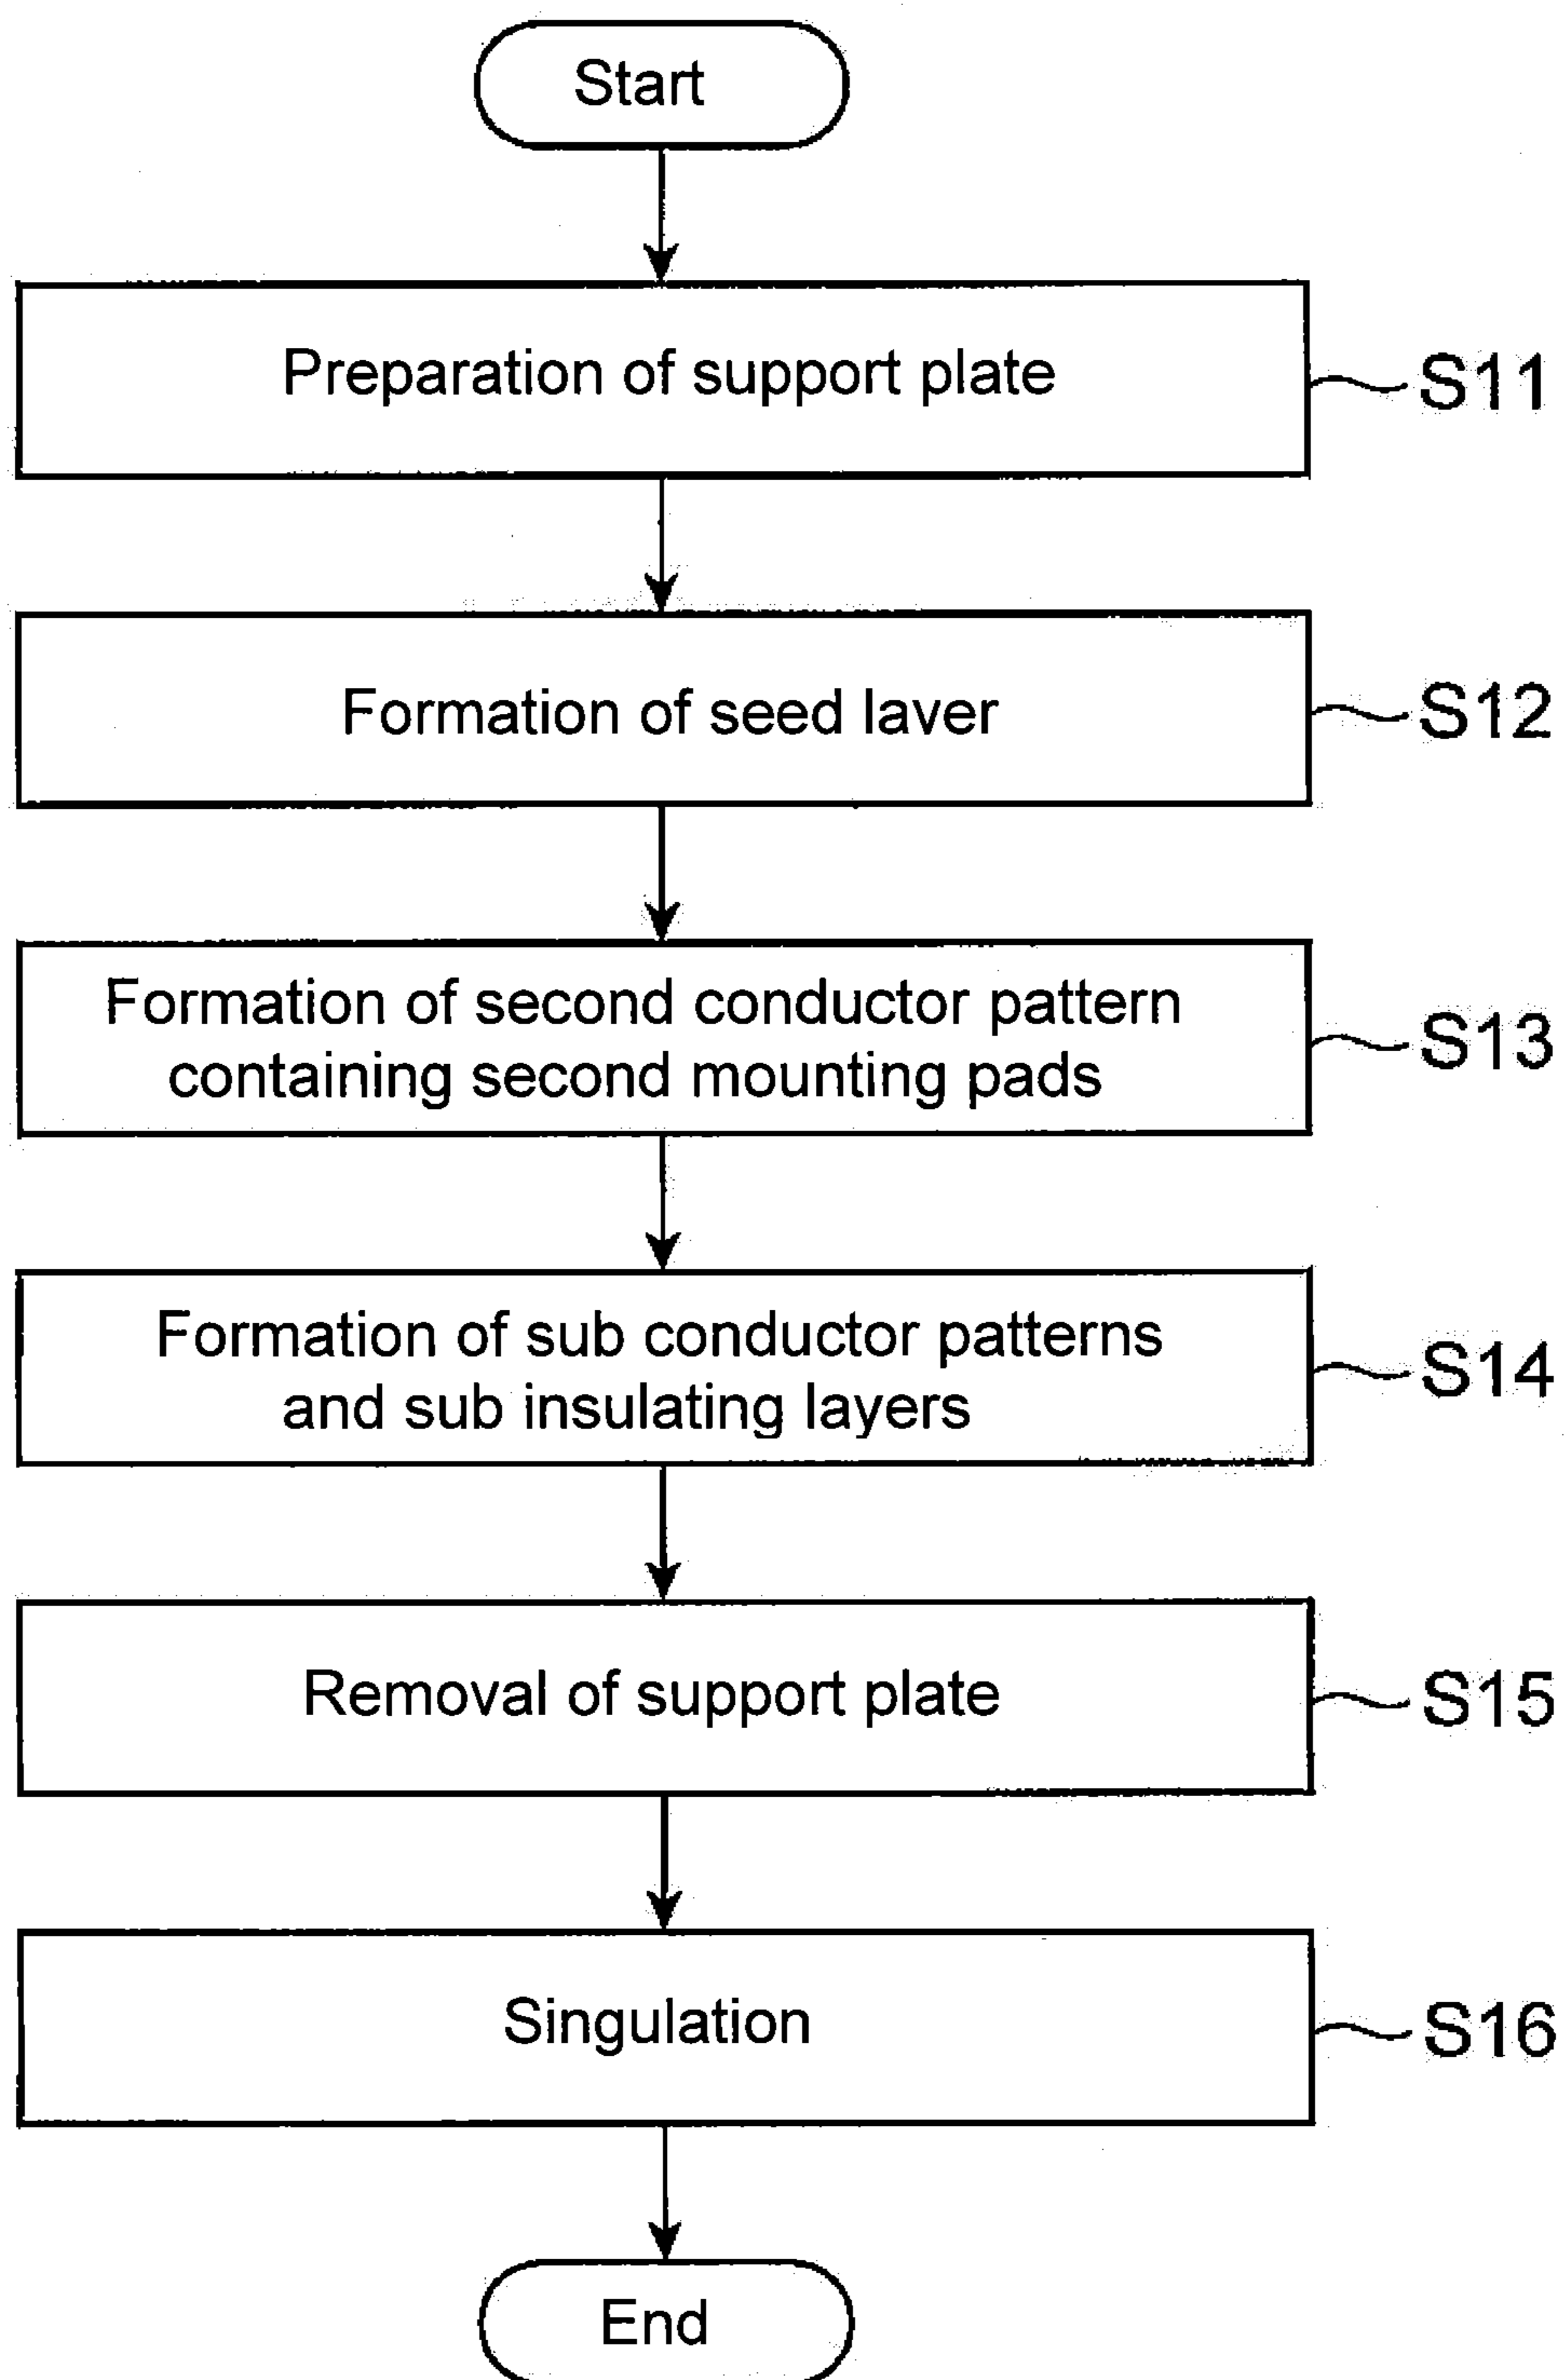 Start
Preparation of support plate
S11
Formation of seed laver
S12
Formation of second conductor pattern
containing second mounting pads
S13
Formation of sub conductor patterns
and sub insulating layers
S14
Removal of support plate
S15
Singulation
S16
End